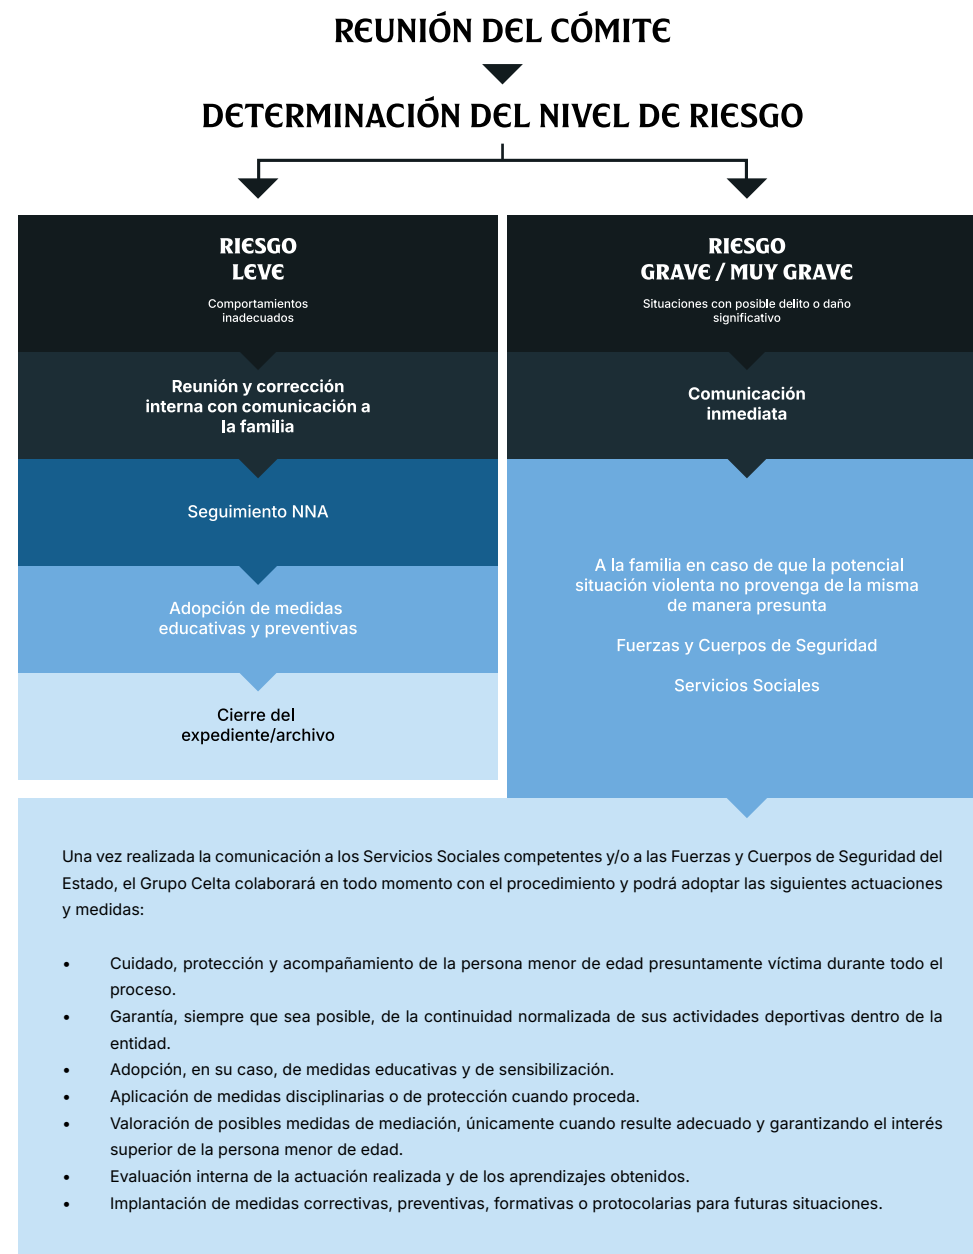 REUNIÓN DEL CÓMITE
DETERMINACIÓN DEL NIVEL DE RIESGO
RIESGO
LEVE
Comportamientos
inadecuados
Reunión y corrección
interna con comunicación a
la familia
Seguimiento NNA
Adopción de medidas
educativas y preventivas
Cierre del
expediente/archivo
RIESGO
GRAVE / MUY GRAVE
Situaciones con posible delito o daño
significativo
Comunicación
inmediata
A la familia en caso de que la potencial
situación violenta no provenga de la misma
de manera presunta
Fuerzas y Cuerpos de Seguridad
Servicios Sociales
Una vez realizada la comunicación a los Servicios Sociales competentes y/o a las Fuerzas y Cuerpos de Seguridad del
Estado, el Grupo Celta colaborará en todo momento con el procedimiento y podrá adoptar las siguientes actuaciones
y medidas:
• Cuidado, protección y acompañamiento de la persona menor de edad presuntamente víctima durante todo el
proceso.
• Garantía, siempre que sea posible, de la continuidad normalizada de sus actividades deportivas dentro de la
entidad.
• Adopción, en su caso, de medidas educativas y de sensibilización.
• Aplicación de medidas disciplinarias o de protección cuando proceda.
• Valoración de posibles medidas de mediación, únicamente cuando resulte adecuado y garantizando el interés
superior de la persona menor de edad.
• Evaluación interna de la actuación realizada y de los aprendizajes obtenidos.
• Implantación de medidas correctivas, preventivas, formativas o protocolarias para futuras situaciones.